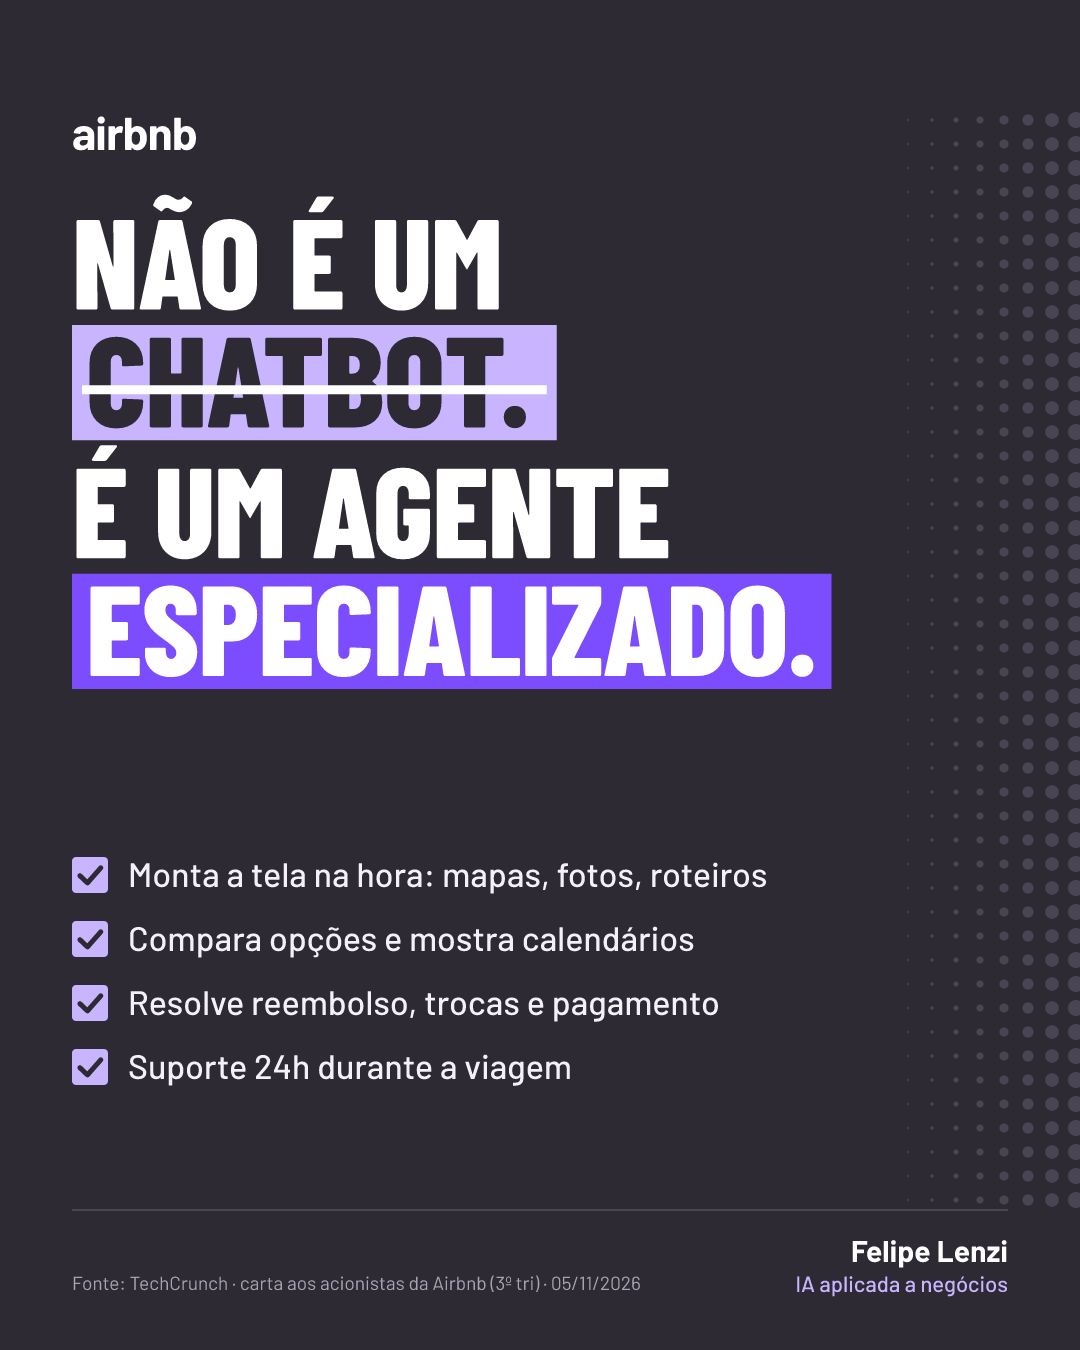 airbnb
NÃO É UM
CHATBOT.
É UM AGENTE
ESPECIALIZADO.
Monta a tela na hora: mapas, fotos, roteiros
Compara opções e mostra calendários
Resolve reembolso, trocas e pagamento
Suporte 24h durante a viagem
Felipe Lenzi
Fonte: TechCrunch · carta aos acionistas da Airbnb (3º tri) · 05/11/2026
IA aplicada a negócios